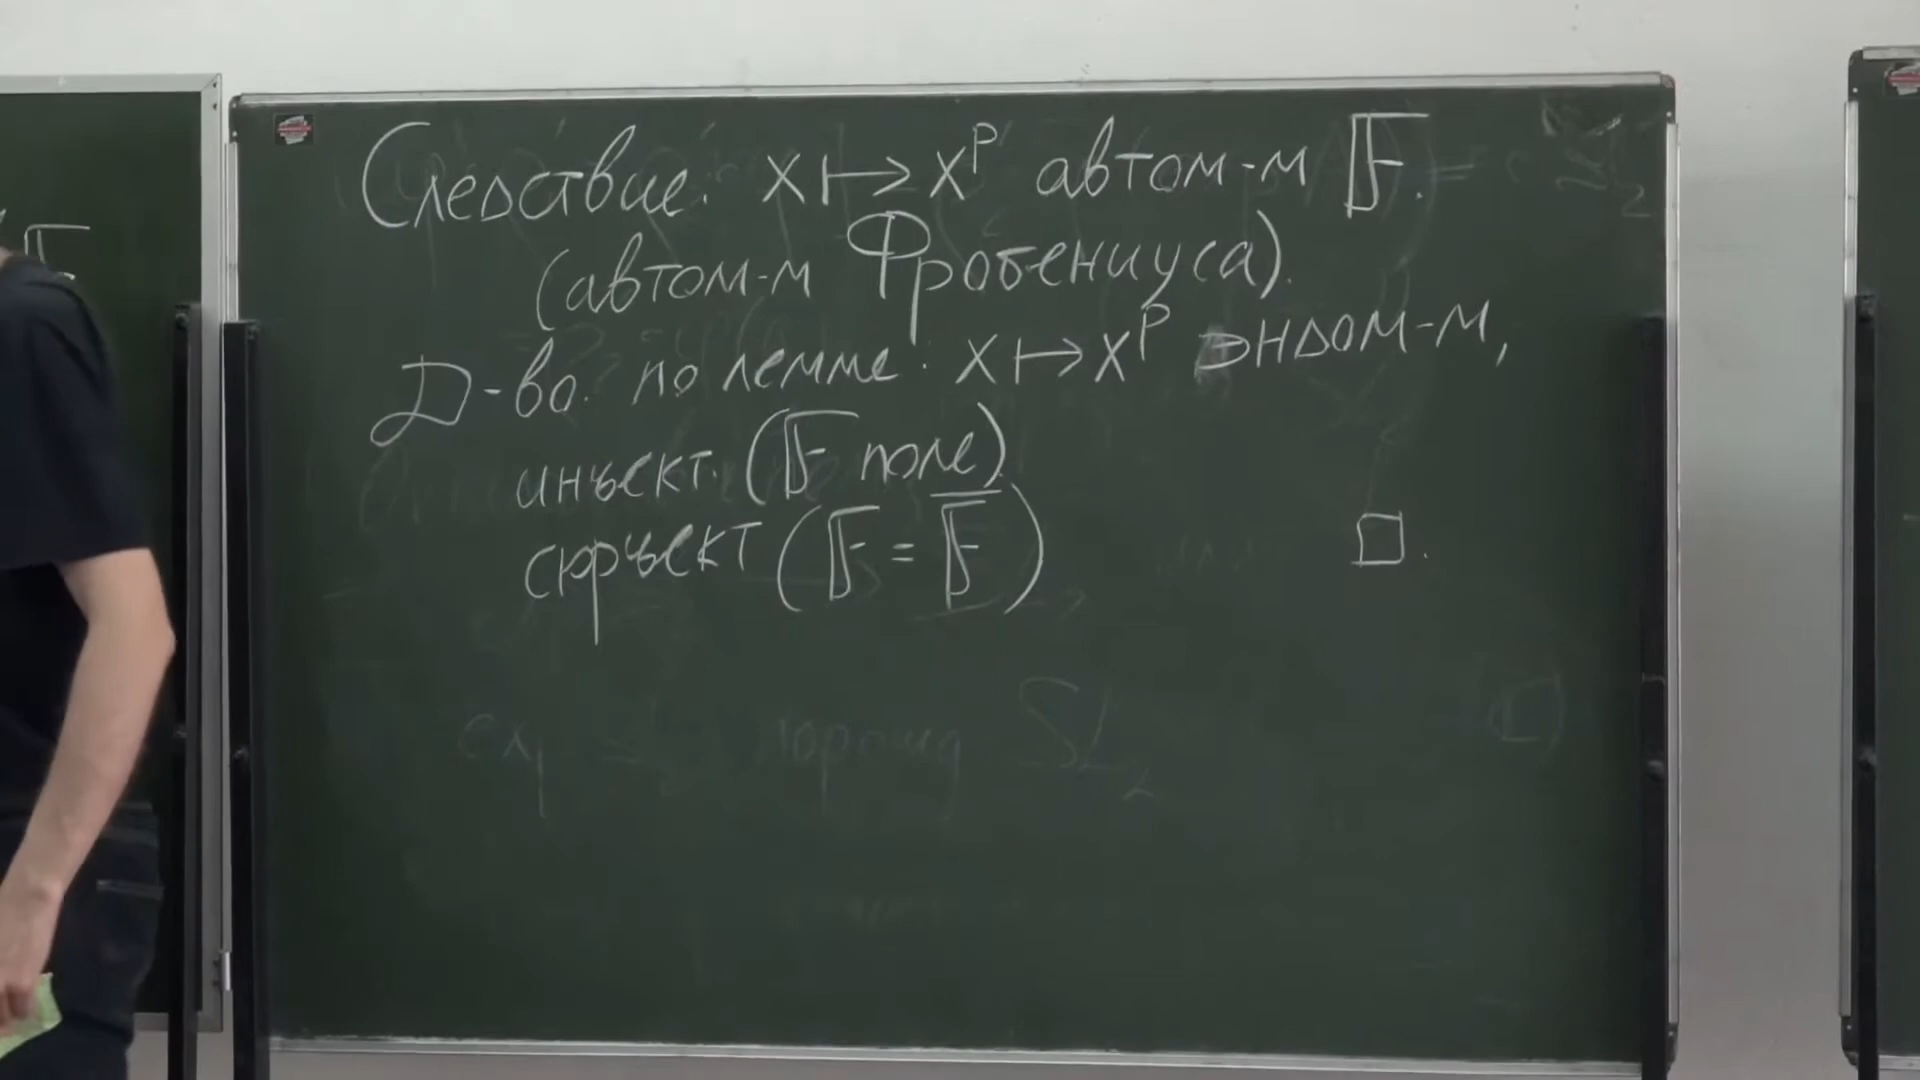 Следствие: x ↦ x^p автом-м 𝔽.
(автом-м Фробениуса).
Д-во. по лемме: x ↦ x^p эндом-м,
инъект. (𝔽 поле).
сюръект (𝔽 = 𝔽̅)
□.